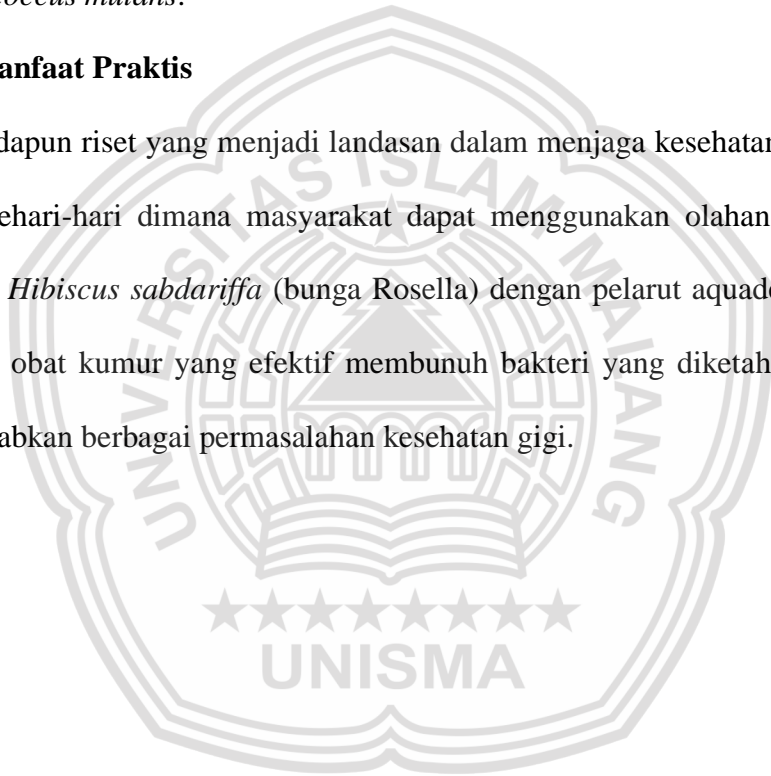 occus mutans.
anfaat Praktis
dapun riset yang menjadi landasan dalam menjaga kesehatan
ehari-hari dimana masyarakat dapat menggunakan olahan
Hibiscus sabdariffa (bunga Rosella) dengan pelarut aquade
obat kumur yang efektif membunuh bakteri yang diketah
abkan berbagai permasalahan kesehatan gigi.
UNIVERSITAS ISLAM MALANG
UNISMA